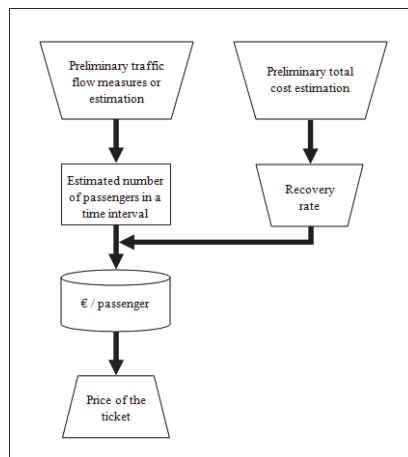 Preliminary traffic
flow measures or
estimation
Preliminary total
cost estimation
Estimated number
of passengers in a
time interval
Recovery
rate
€ / passenger
Price of the
ticket